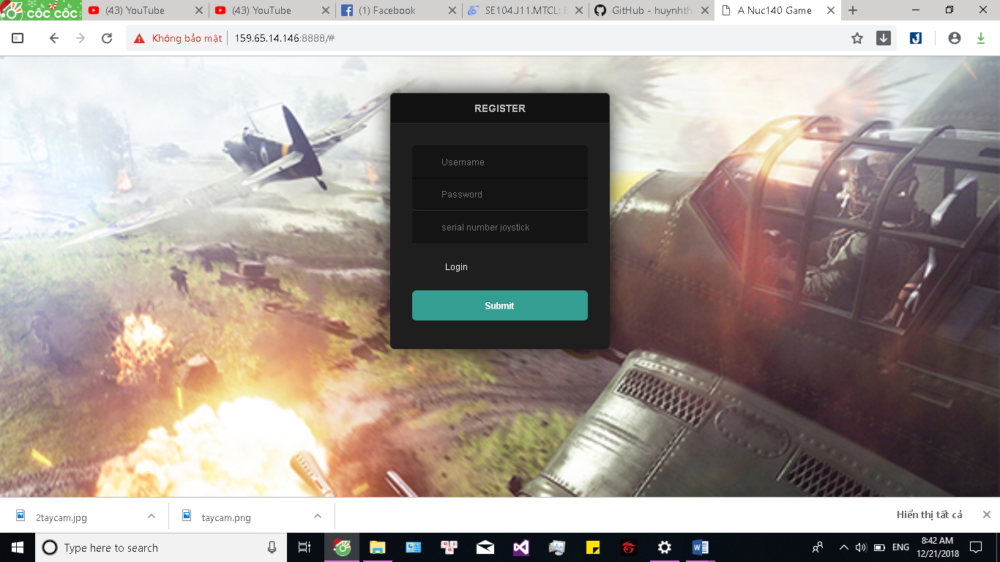 cốc cốc
(43) YouTube
(43) YouTube
(1) Facebook
SE104.J11.MTCL:
GitHub - huynhth
A Nuc140 Game
Không bảo mật
159.65.14.146:8888/#
REGISTER
Username
Password
serial number joystick
Login
Submit
2taycam.jpg
taycam.png
Hiển thị tất cả
Type here to search
ENG
8:42 AM
12/21/2018